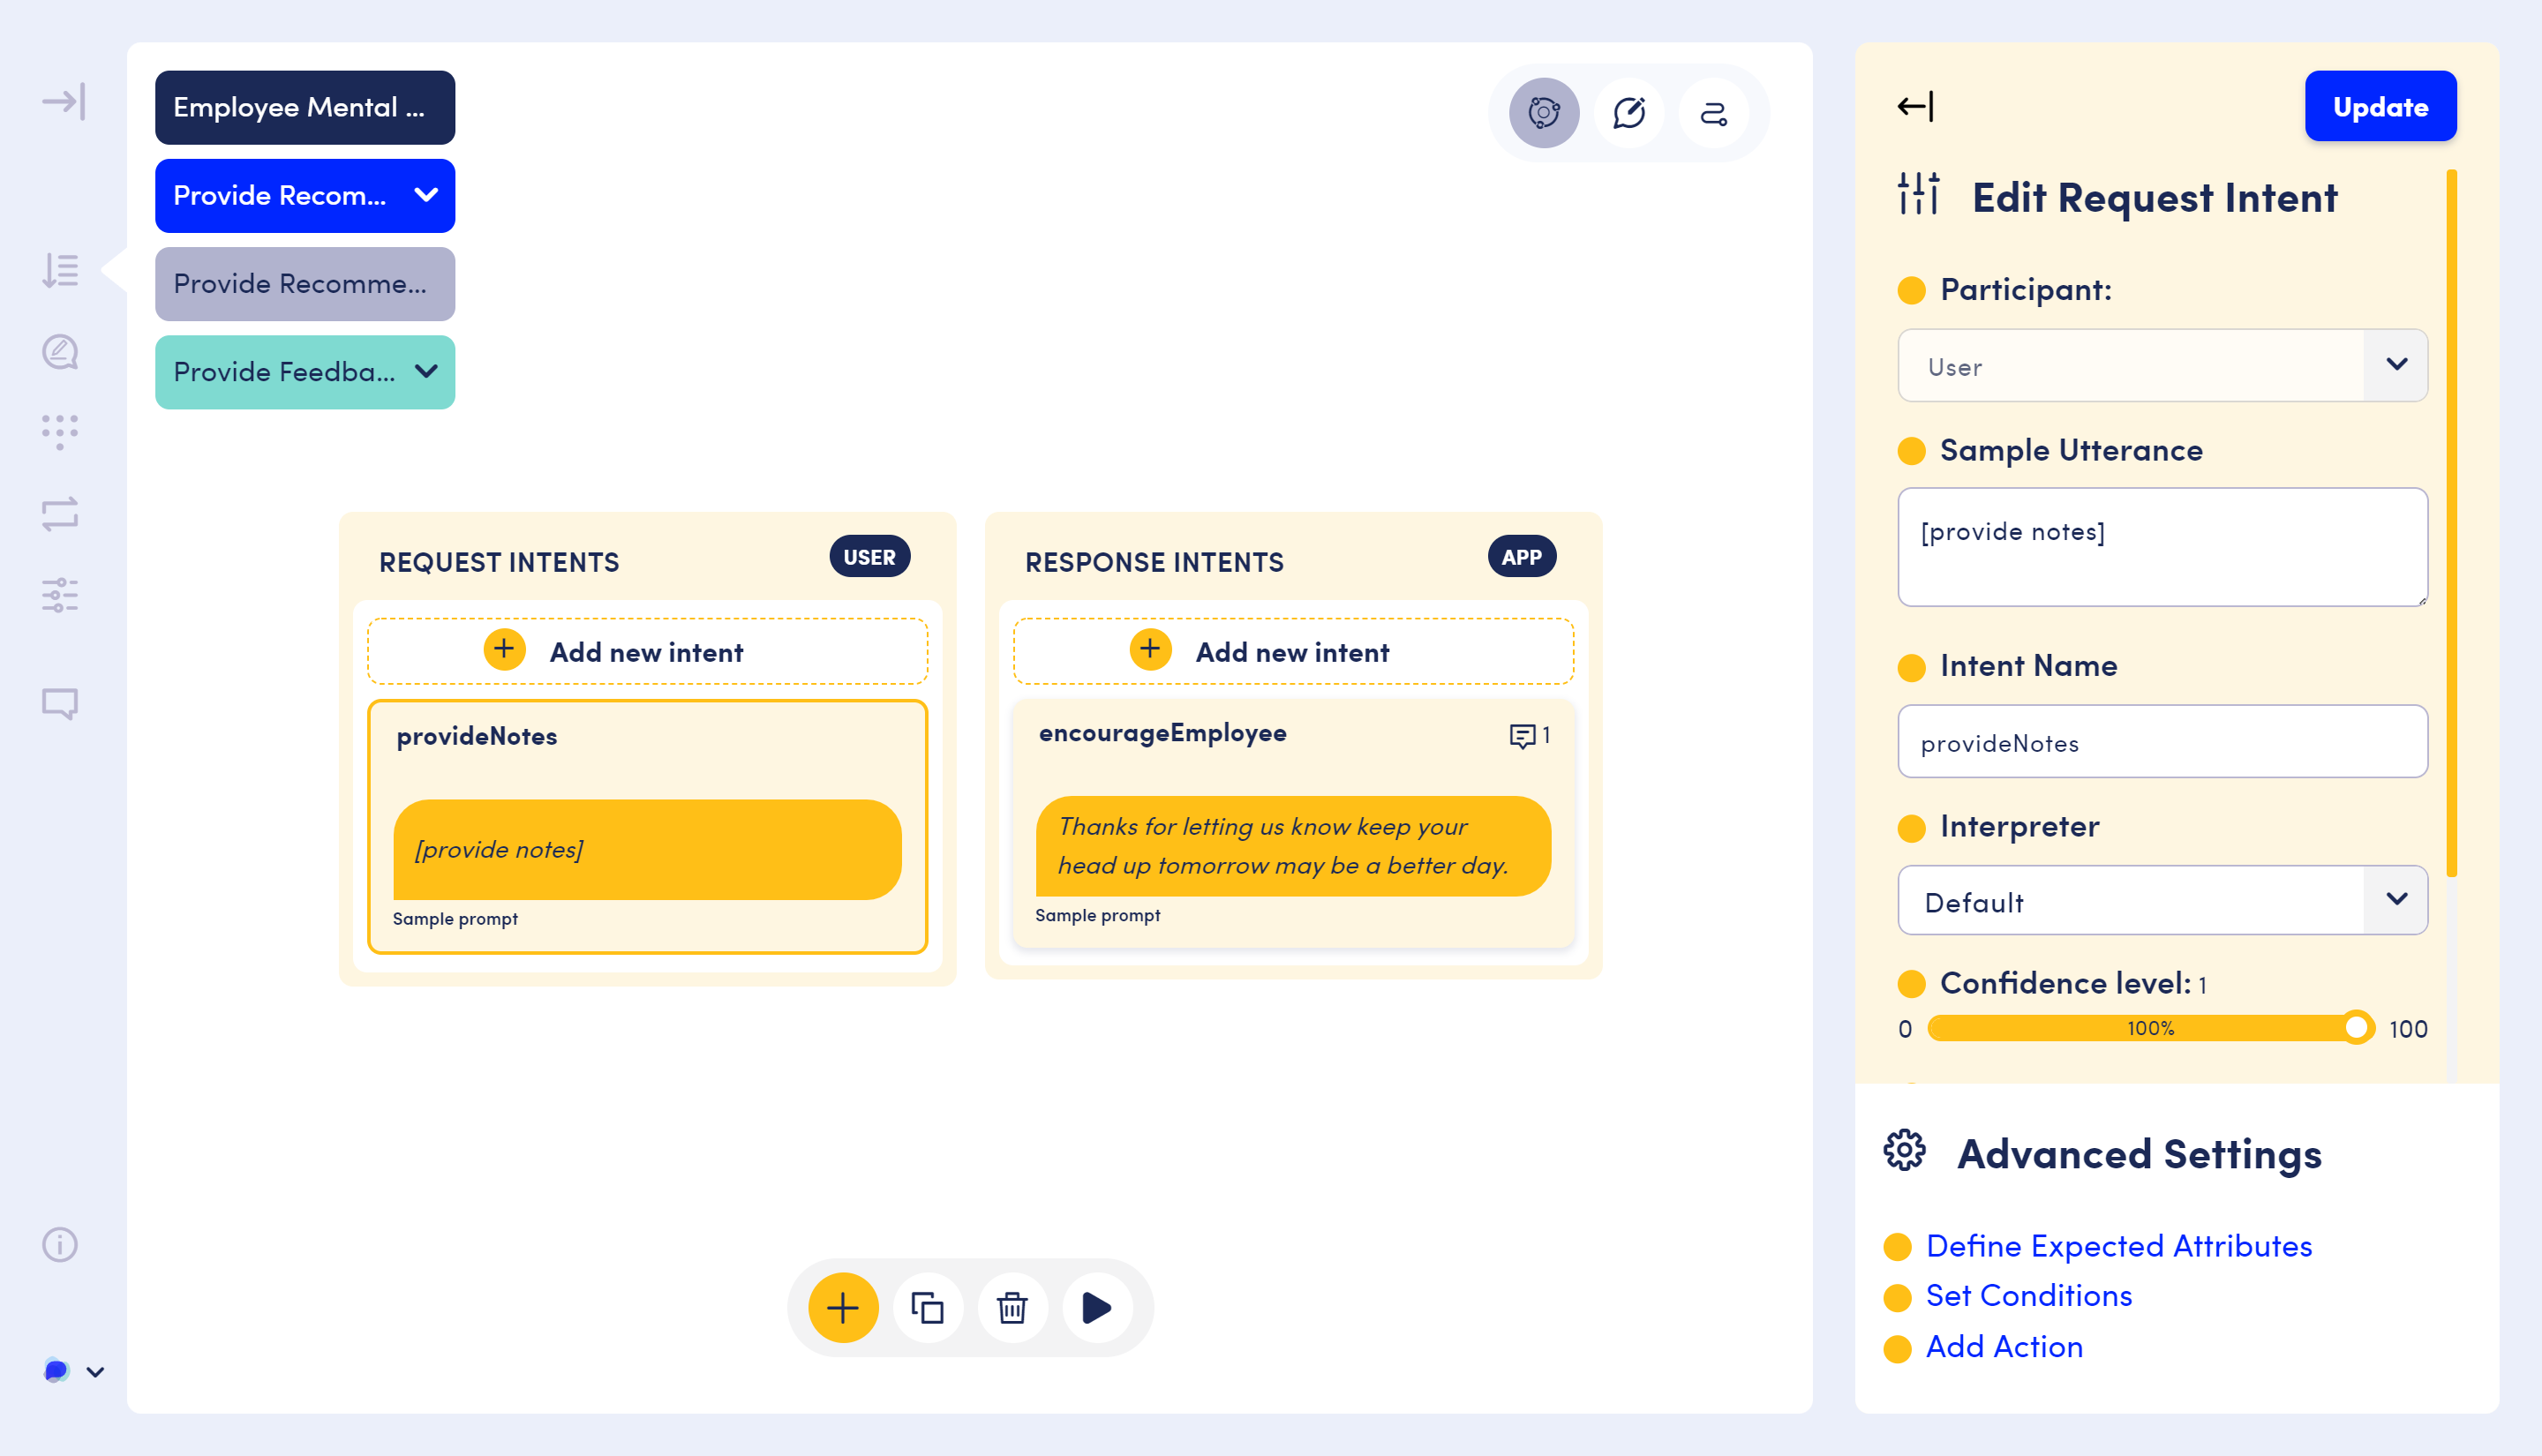 Employee Mental ...
Provide Recom...
Provide Recomme...
Provide Feedba...
REQUEST INTENTS
USER
Add new intent
provideNotes
[provide notes]
Sample prompt
RESPONSE INTENTS
APP
Add new intent
encourageEmployee
1
Thanks for letting us know keep your
head up tomorrow may be a better day.
Sample prompt
Update
Edit Request Intent
Participant:
User
Sample Utterance
[provide notes]
Intent Name
provideNotes
Interpreter
Default
Confidence level: 1
0 100% 100
Advanced Settings
Define Expected Attributes
Set Conditions
Add Action